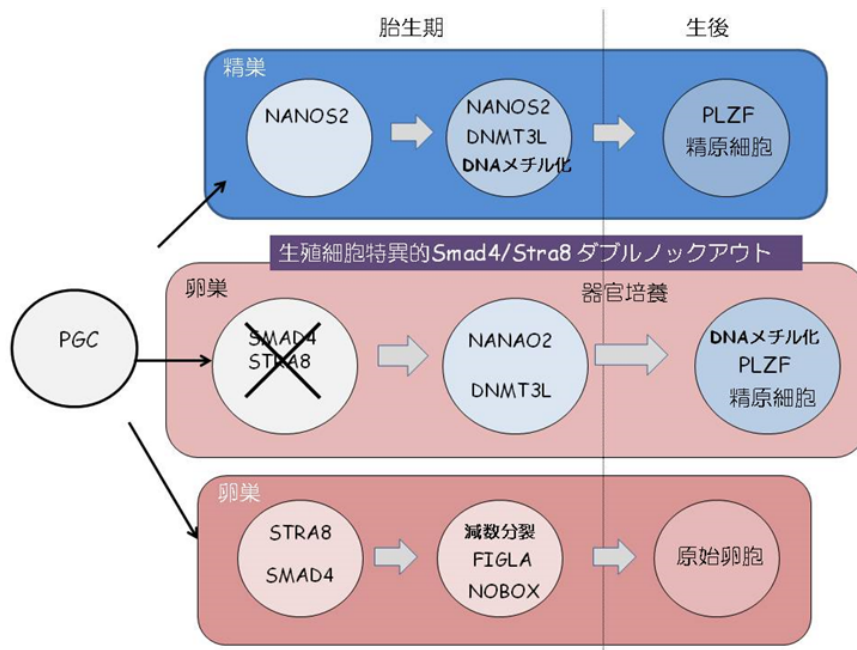 胎生期
生後
精巣
NANOS2
NANOS2
DNMT3L
DNAメチル化
PLZF
精原細胞
生殖細胞特異的Smad4/Stra8 ダブルノックアウト
卵巣
器官培養
PGC
SMAD4
STRA8
NANAO2
DNMT3L
DNAメチル化
PLZF
精原細胞
卵巣
STRA8
SMAD4
減数分裂
FIGLA
NOBOX
原始卵胞